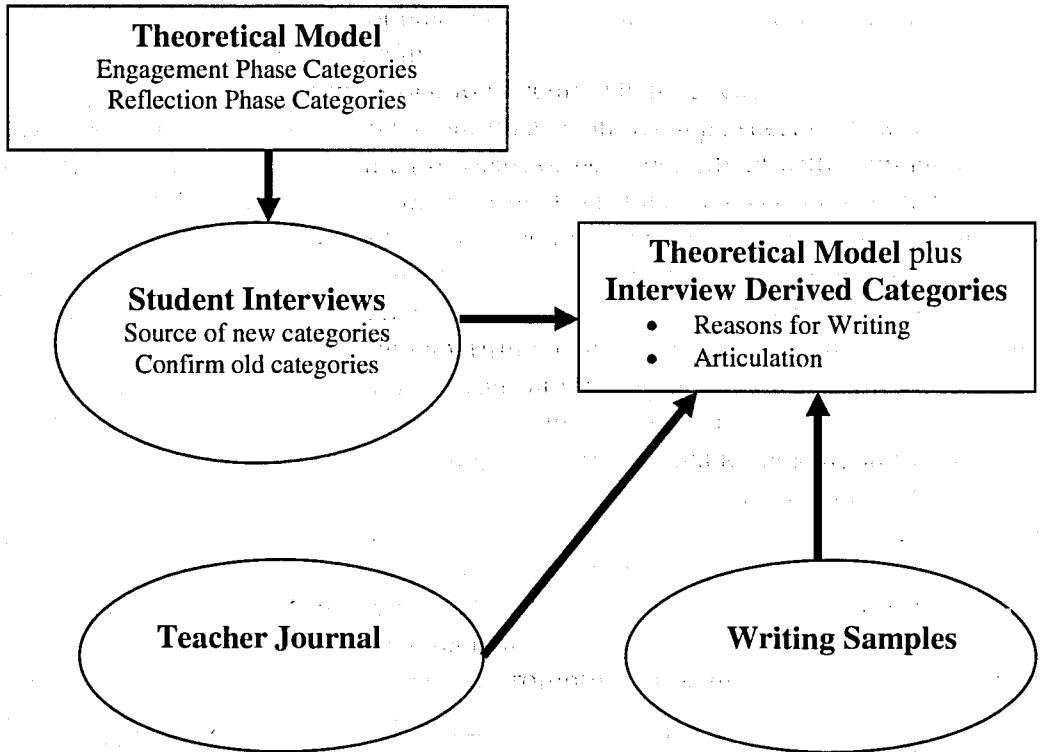 Theoretical Model
Engagement Phase Categories
Reflection Phase Categories
Student Interviews
Source of new categories
Confirm old categories
Theoretical Model plus
Interview Derived Categories
• Reasons for Writing
• Articulation
Teacher Journal
Writing Samples